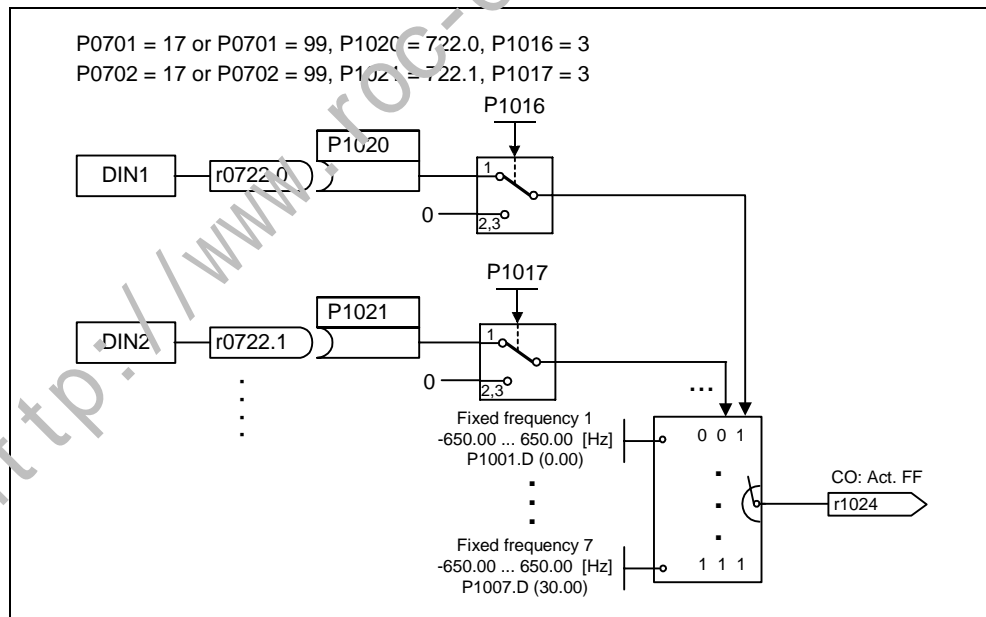 P0701 = 17 or P0701 = 99, P1020 = 722.0, P1016 = 3
P0702 = 17 or P0702 = 99, P1021 = 722.1, P1017 = 3
P1016
P1020
DIN1
r0722.0
1
0
2,3
P1017
P1021
DIN2
r0722.1
1
0
2,3
...
Fixed frequency 1
-650.00 ... 650.00 [Hz]
P1001.D (0.00)
0 0 1
CO: Act. FF
r1024
Fixed frequency 7
-650.00 ... 650.00 [Hz]
P1007.D (30.00)
1 1 1
ttp://www.roc-